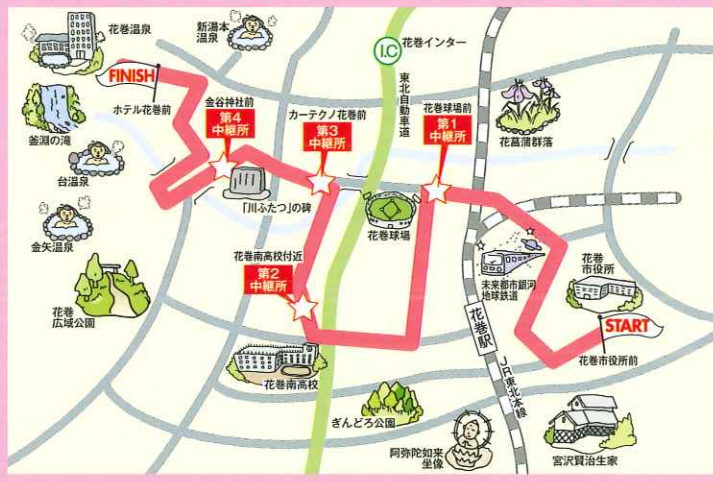 花巻温泉
FINISH
ホテル花巻前
新湯本
温泉
I.C
花巻インター
東北自動車道
釜淵の滝
台温泉
金矢温泉
花巻
広域公園
金谷神社前
第4
中継所
「川ふたつ」の碑
カーテクノ花巻前
第3
中継所
花巻球場前
第1
中継所
花巻球場
花菖蒲群落
花巻南高校付近
第2
中継所
花巻南高校
未来都市銀河
地球鉄道
花巻
市役所
START
花巻市役所前
花巻駅
JR東北本線
ぎんどろ公園
阿弥陀如来
坐像
宮沢賢治生家